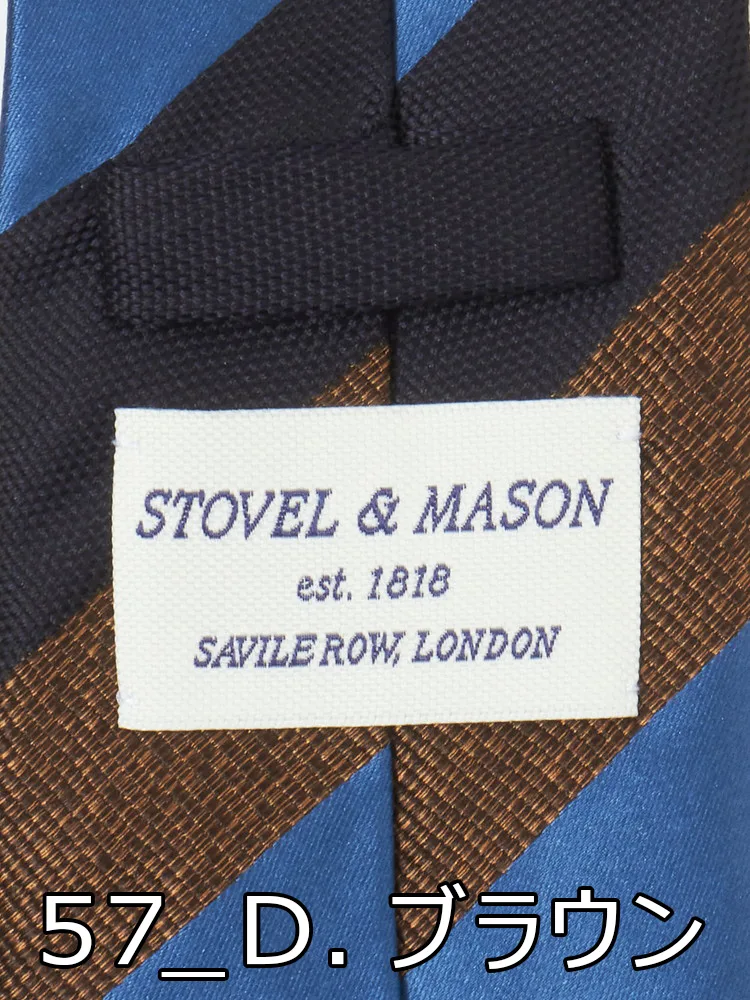 STOVEL & MASON
est. 1818
SAVILE ROW, LONDON
57_D. ブラウン